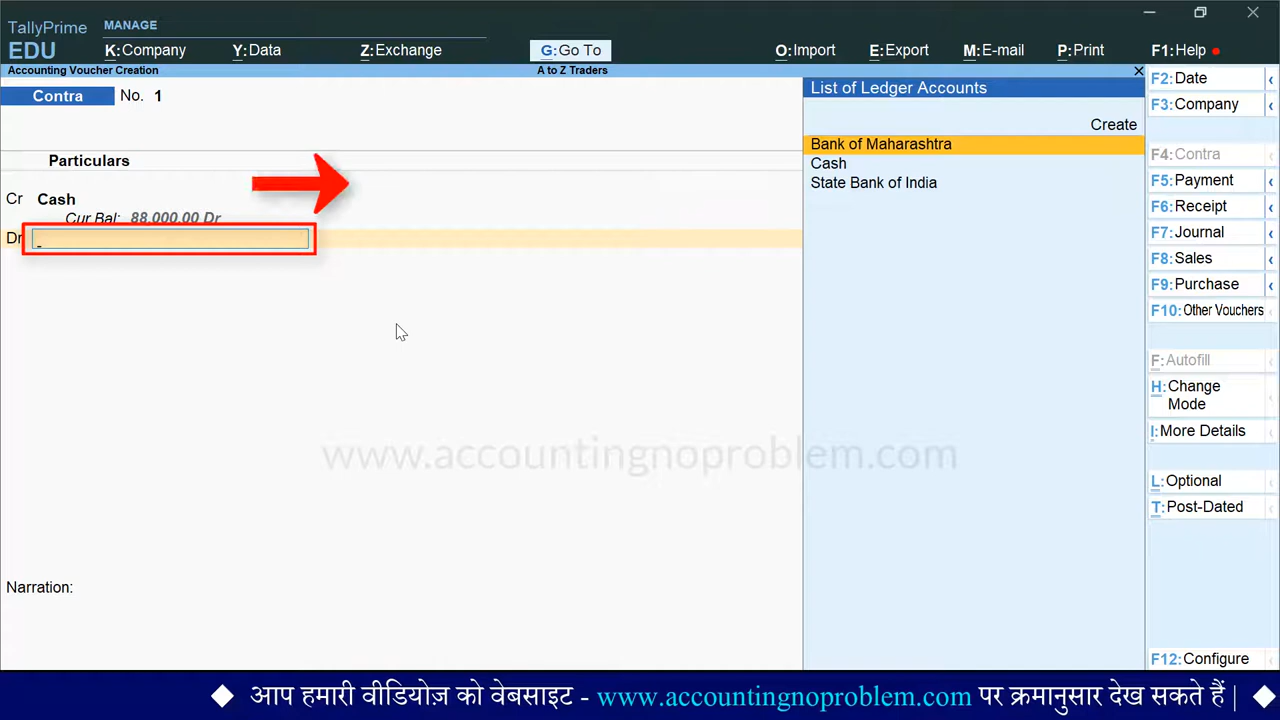 TallyPrime MANAGE
EDU K:Company Y:Data Z:Exchange G:Go To O:Import E:Export M:E-mail P:Print F1:Help
Accounting Voucher Creation A to Z Traders
Contra No. 1
Particulars
Cr Cash
Cur Bal: 88,000.00 Dr
Dr
Narration:
List of Ledger Accounts
Create
Bank of Maharashtra
Cash
State Bank of India
F2:Date
F3:Company
F4:Contra
F5:Payment
F6:Receipt
F7:Journal
F8:Sales
F9:Purchase
F10:Other Vouchers
F:Autofill
H:Change
Mode
I:More Details
L:Optional
T:Post-Dated
F12:Configure
www.accountingnoproblem.com
आप हमारी वीडियोज़ को वेबसाइट - www.accountingnoproblem.com पर क्रमानुसार देख सकते हैं |